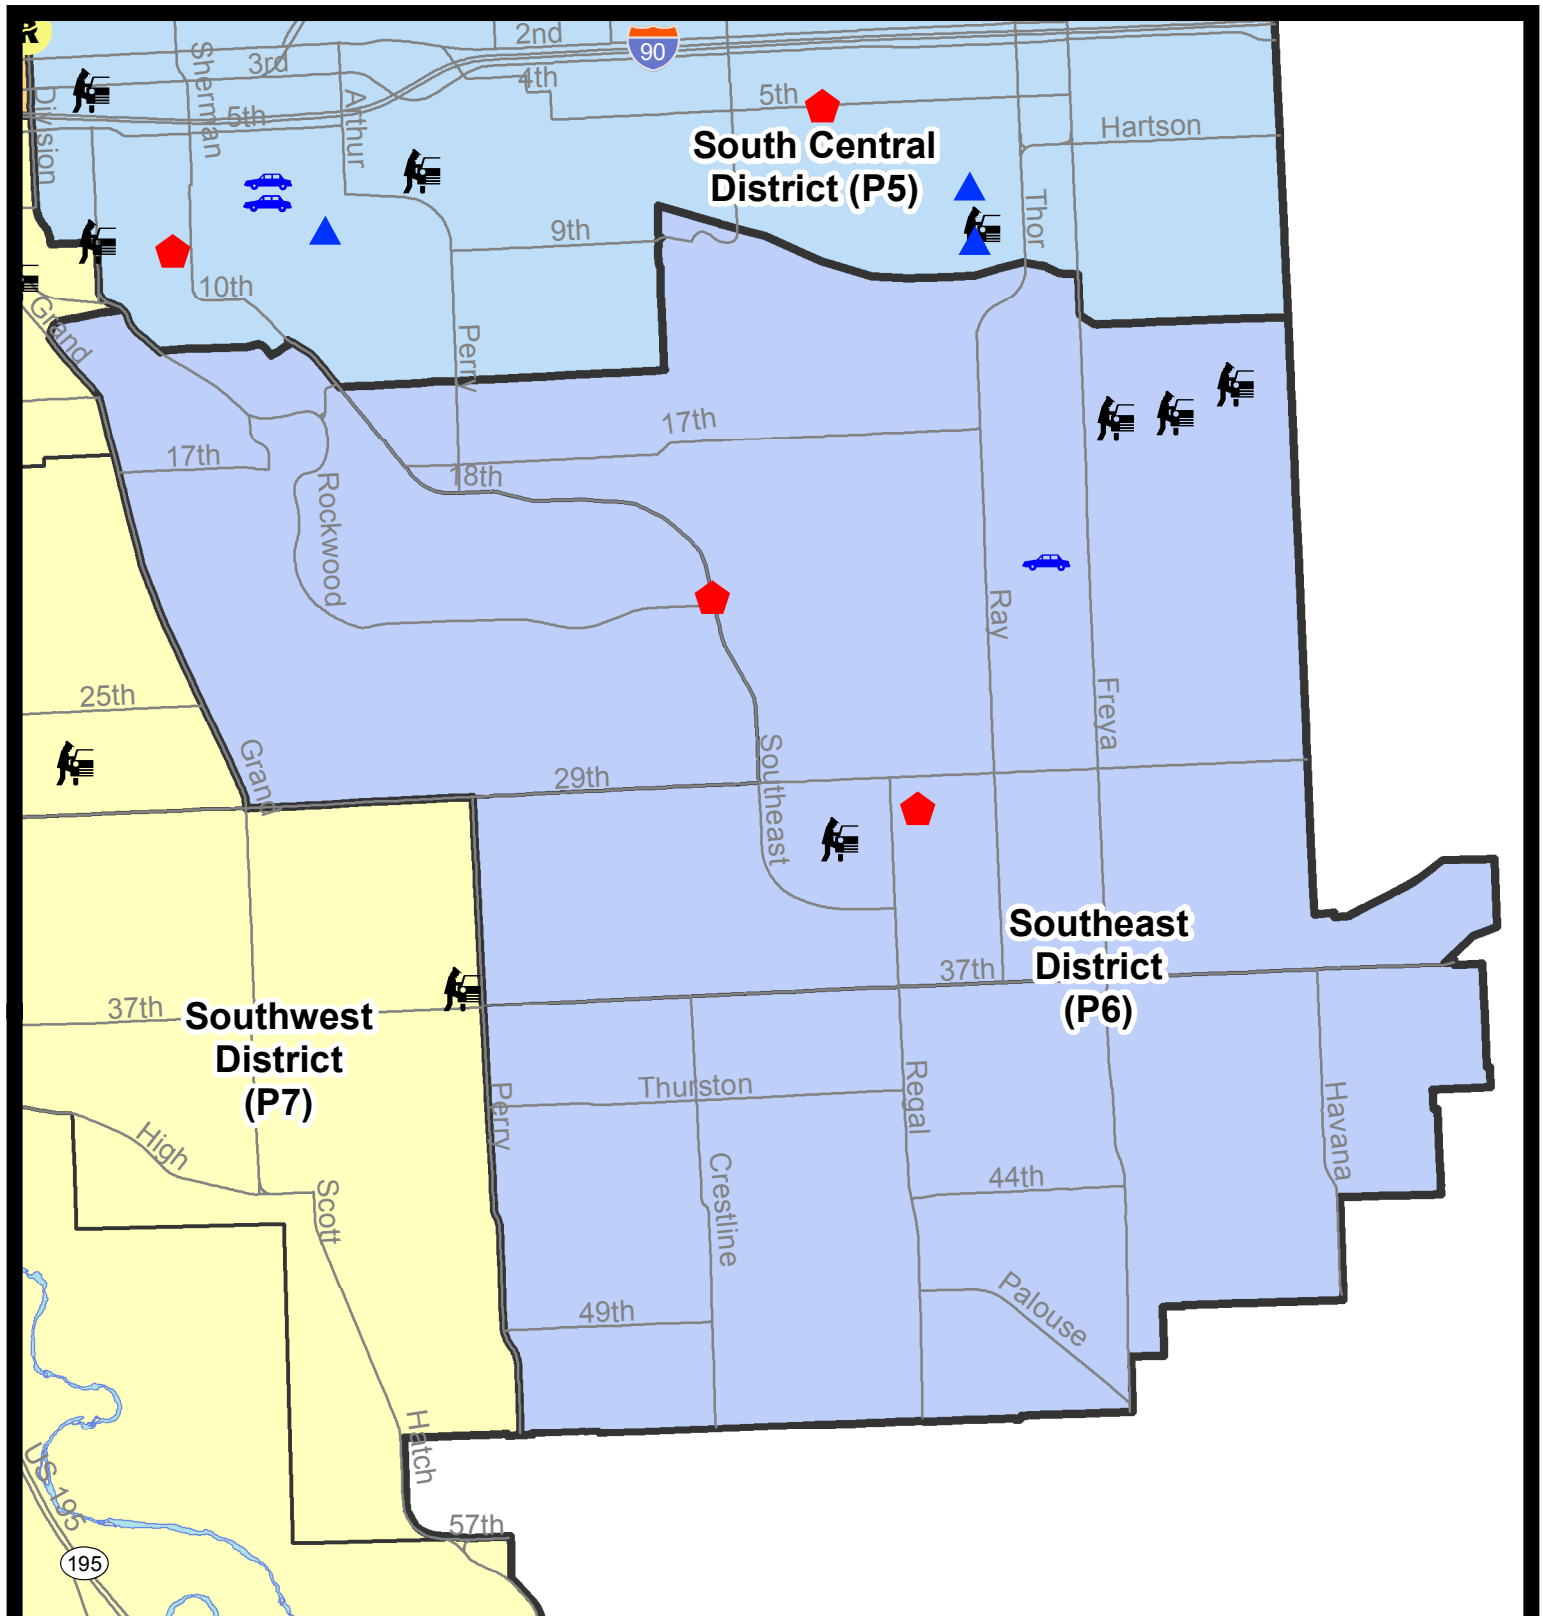 2nd
90
3rd
Sherman
4th
5th
Arthur
5th
Division
Hartson
South Central
District (P5)
Thor
9th
10th
Grand
Perry
17th
17th
18th
Rockwood
Ray
25th
Freya
Grand
29th
Southeast
Southeast
District
(P6)
37th
37th
Southwest
District
(P7)
Thurston
Perry
Regal
Havana
High
Crestline
44th
Scott
Palouse
49th
Hatch
US 195
57th
195